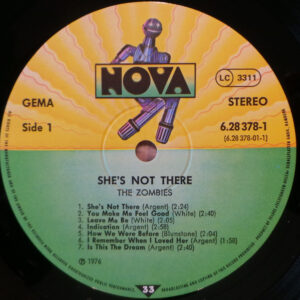 NOVA
LC 3311
GEMA
STEREO
Side 1
6.28 378-1
[6.28 378-01-1]
SHE'S NOT THERE
THE ZOMBIES
1. She's Not There (Argent) (2:24)
2. You Make Me Feel Good (White) (2:40)
3. Leave Me Be (White) (2:05)
4. Indication (Argent) (2:58)
5. How We Were Before (Blunstone) (2:04)
6. I Remember When I Loved Her (Argent) (2:00)
7. Is This The Dream (Argent) (2:40)
℗ 1976
33